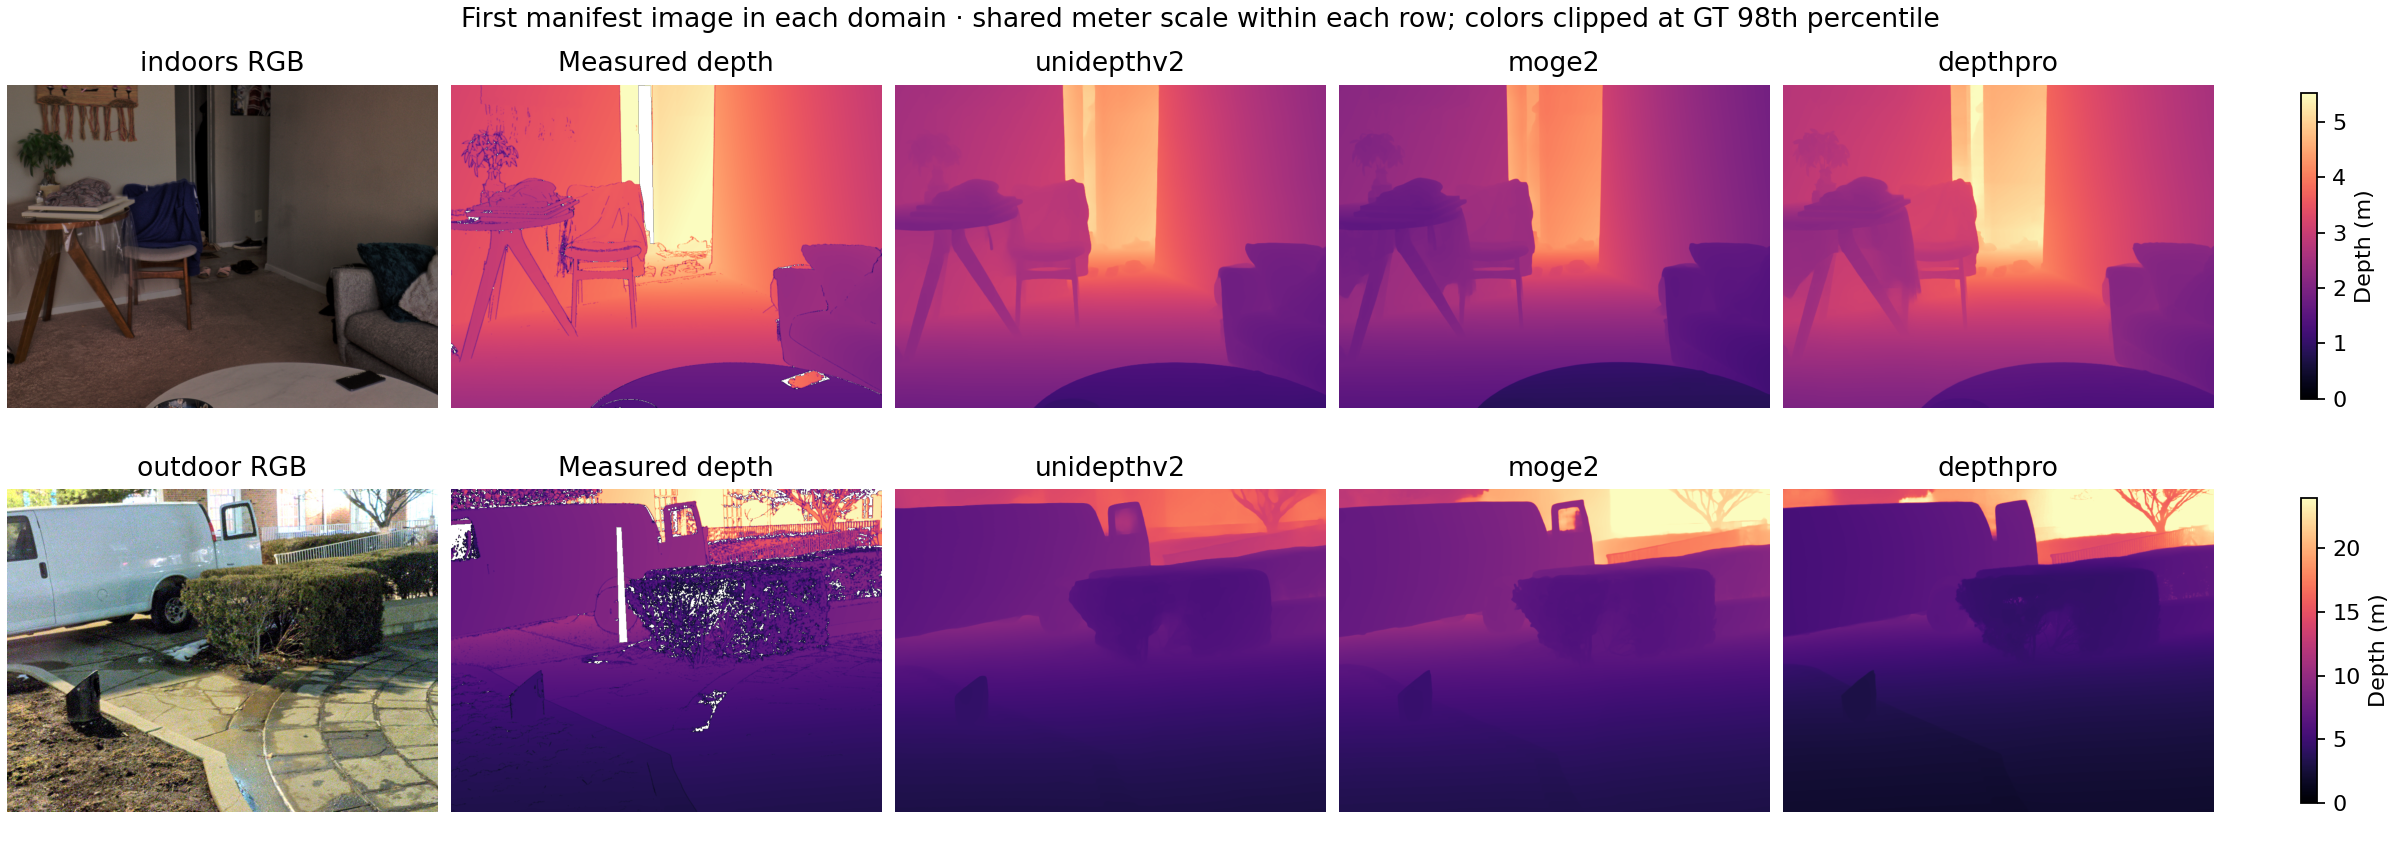 First manifest image in each domain · shared meter scale within each row; colors clipped at GT 98th percentile
indoors RGB
Measured depth
unidepthv2
moge2
depthpro
5
4
3
2
1
0
Depth (m)
outdoor RGB
Measured depth
unidepthv2
moge2
depthpro
20
15
10
5
0
Depth (m)